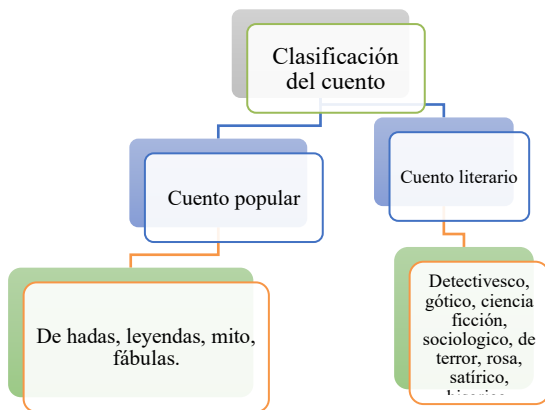 Clasificación
del cuento
Cuento popular
Cuento literario
De hadas, leyendas, mito,
fábulas.
Detectivesco,
gótico, ciencia
ficción,
sociologico, de
terror, rosa,
satírico,